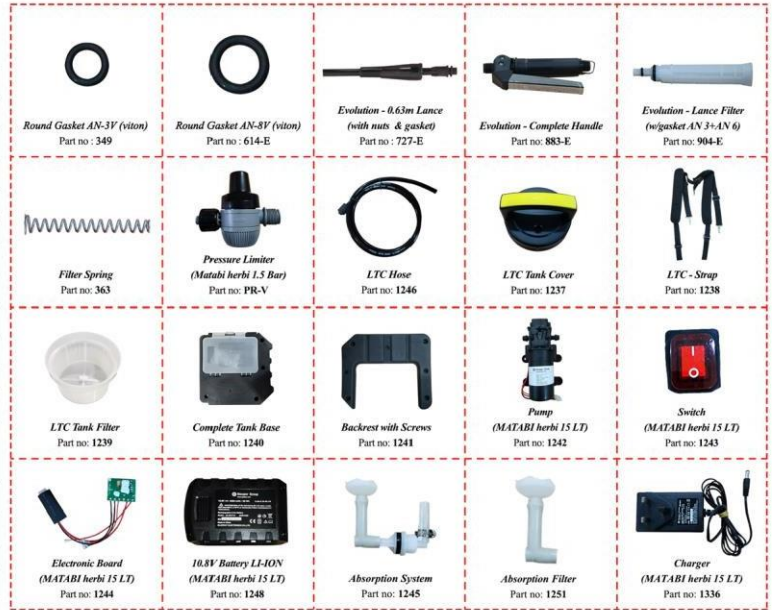 Round Gasket AN-3V (viton)
Part no : 349
Round Gasket AN-8V (viton)
Part no : 614-E
Evolution - 0.63m Lance
(with nuts & gasket)
Part no : 727-E
Evolution - Complete Handle
Part no: 883-E
Evolution - Lance Filter
(w/gasket AN 3+AN 6)
Part no: 904-E
Filter Spring
Part no: 363
Pressure Limiter
(Matabi herbi 1.5 Bar)
Part no: PR-V
LTC Hose
Part no: 1246
LTC Tank Cover
Part no: 1237
LTC - Strap
Part no: 1238
LTC Tank Filter
Part no: 1239
Complete Tank Base
Part no: 1240
Backrest with Screws
Part no: 1241
Pump
(MATABI herbi 15 LT)
Part no: 1242
Switch
(MATABI herbi 15 LT)
Part no: 1243
Electronic Board
(MATABI herbi 15 LT)
Part no: 1244
10.8V Battery LI-ION
(MATABI herbi 15 LT)
Part no: 1248
Absorption System
Part no: 1245
Absorption Filter
Part no: 1251
Charger
(MATABI herbi 15 LT)
Part no: 1336